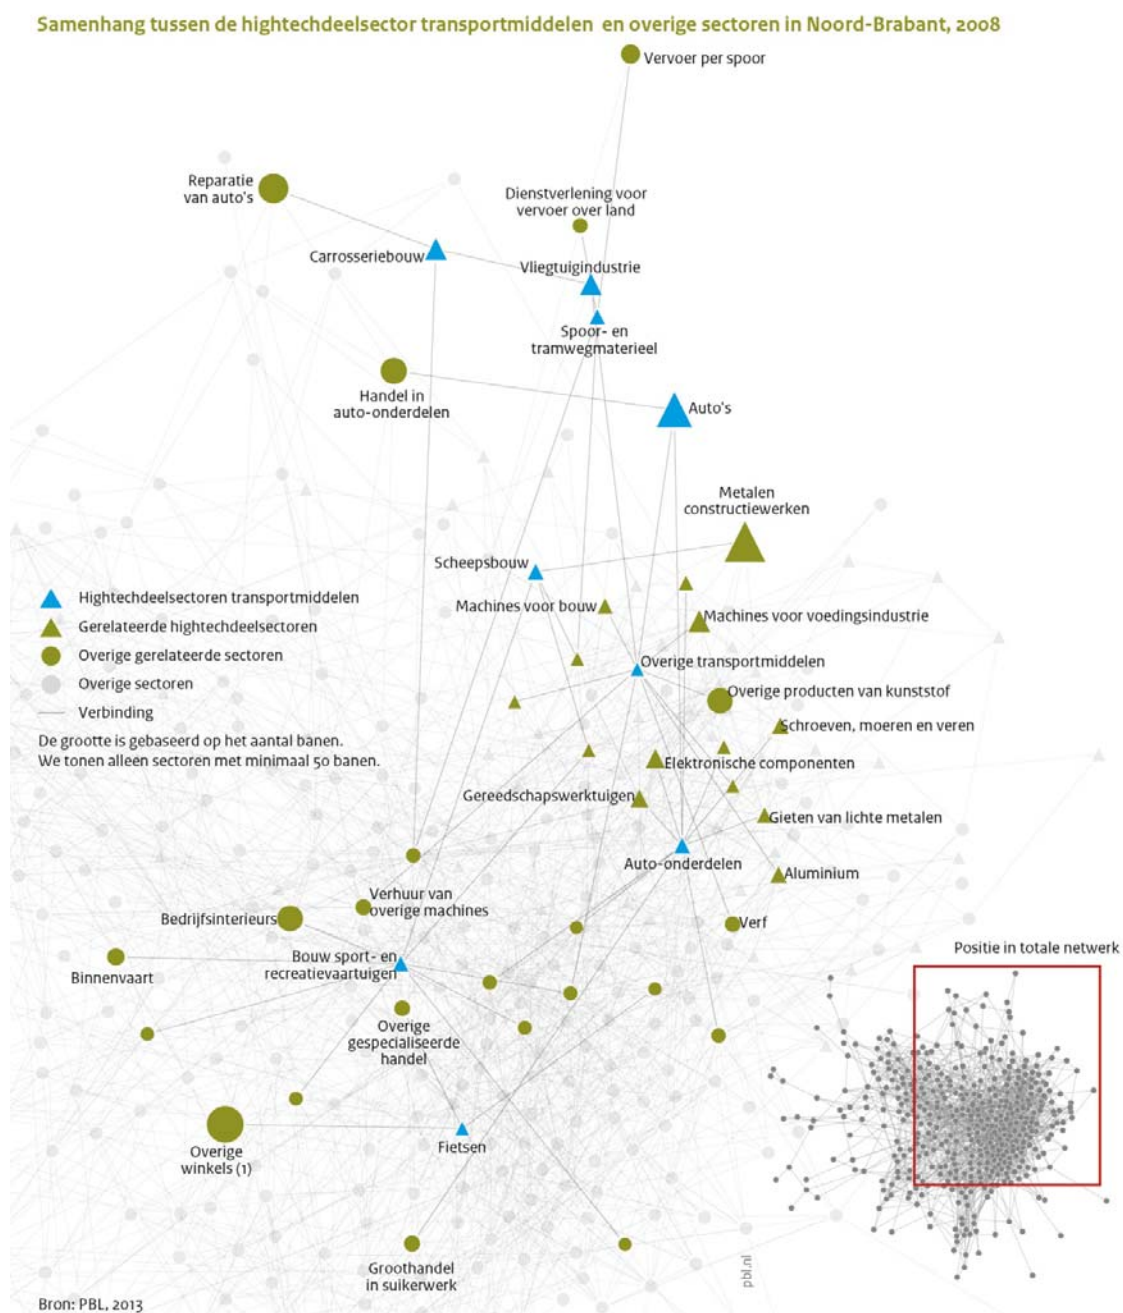 Samenhang tussen de hightechdeelsector transportmiddelen en overige sectoren in Noord-Brabant, 2008
Vervoer per spoor
Reparatie
van auto's
Dienstverlening voor
vervoer over land
Carrosseriebouw
Vliegtuigindustrie
Spoor- en
tramwegmaterieel
Handel in
auto-onderdelen
Auto's
Metalen
constructiewerken
Scheepsbouw
Hightechdeelsectoren transportmiddelen
Gerelateerde hightechdeelsectoren
Overige gerelateerde sectoren
Overige sectoren
Verbinding
De grootte is gebaseerd op het aantal banen.
We tonen alleen sectoren met minimaal 50 banen.
Machines voor bouw
Machines voor voedingsindustrie
Overige transportmiddelen
Overige producten van kunststof
Schroeven, moeren en veren
Elektronische componenten
Gereedschapswerktuigen
Gieten van lichte metalen
Auto-onderdelen
Aluminium
Verhuur van
overige machines
Bedrijfsinterieurs
Verf
Binnenvaart
Bouw sport- en
recreatievaartuigen
Positie in totale netwerk
Overige
gespecialiseerde
handel
Overige
winkels (1)
Fietsen
Groothandel
in suikerwerk
pbl.nl
Bron: PBL, 2013